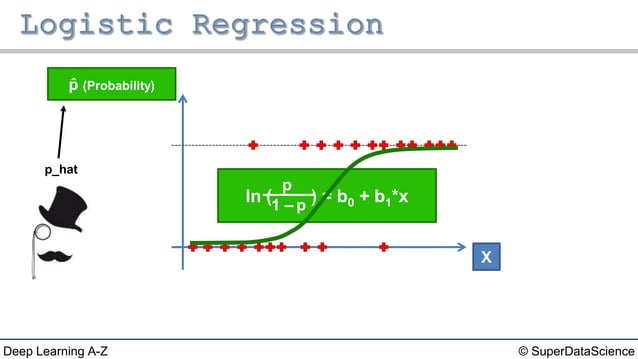 Logistic Regression
p̂ (Probability)
p_hat
ln ( p / 1 – p ) = b₀ + b₁*x
X
Deep Learning A-Z
© SuperDataScience